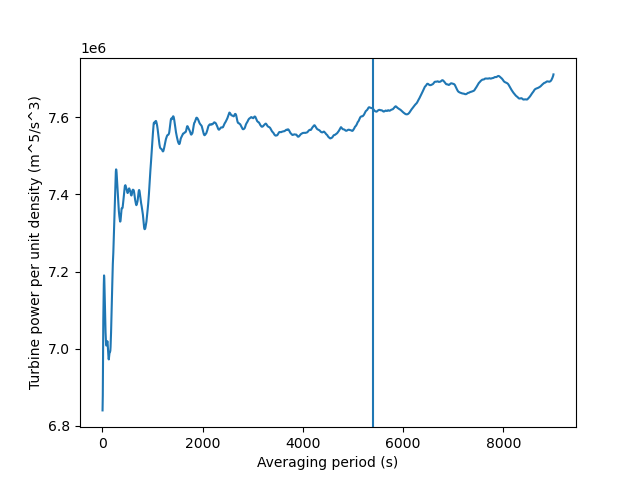 1e6
7.6
7.4
7.2
7.0
6.8
0 2000 4000 6000 8000
Averaging period (s)
Turbine power per unit density (m^5/s^3)